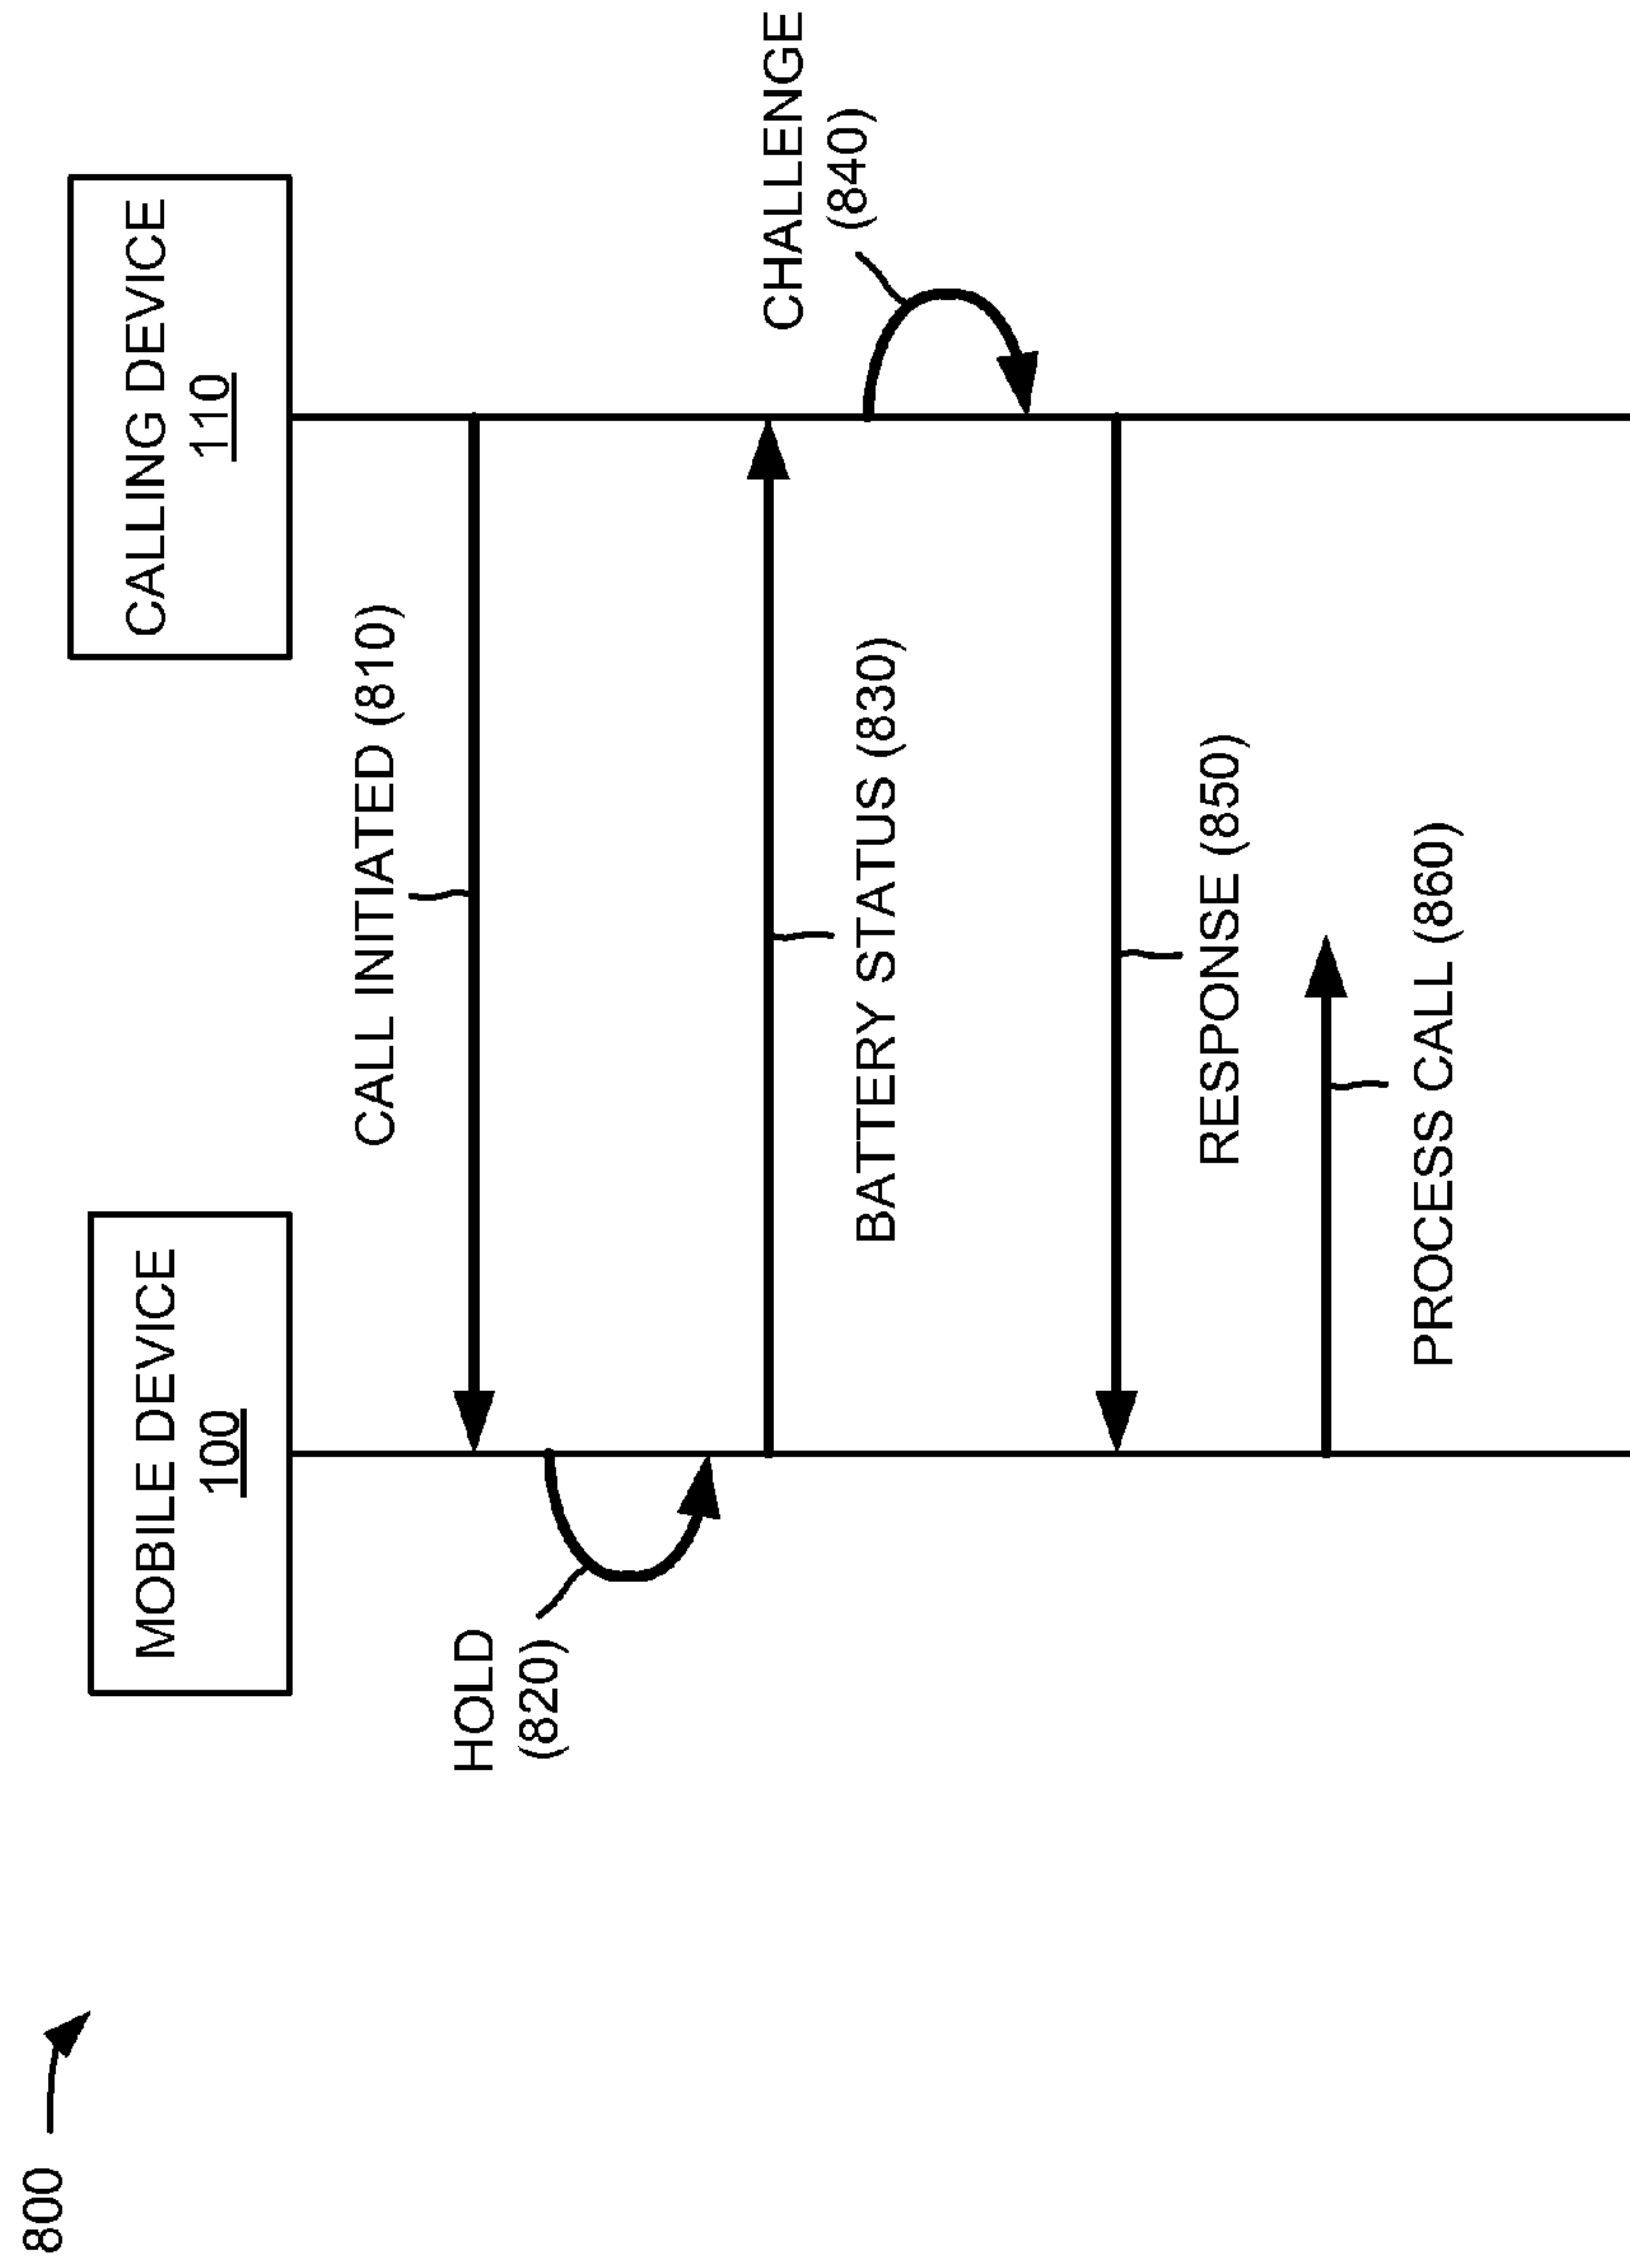 800
MOBILE DEVICE
100
CALLING DEVICE
110
CALL INITIATED (810)
HOLD
(820)
BATTERY STATUS (830)
CHALLENGE
(840)
RESPONSE (850)
PROCESS CALL (860)